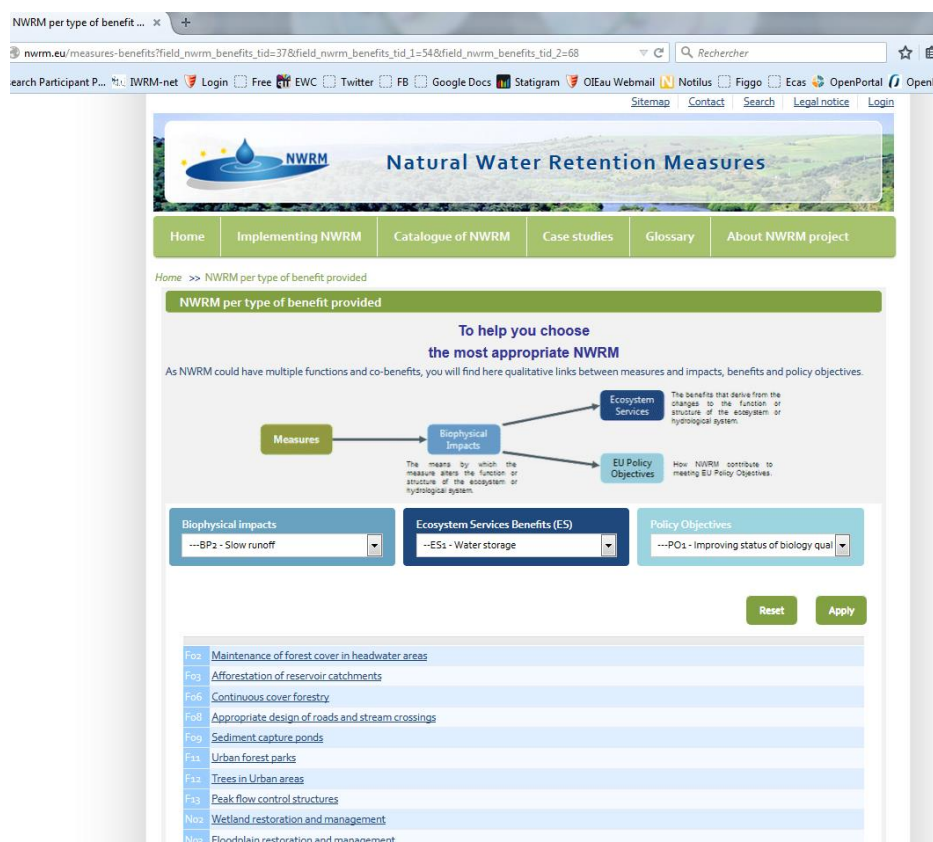 NWRM per type of benefit ... × +
nwrm.eu/measures-benefits?field_nwrm_benefits_tid=37&field_nwrm_benefits_tid_1=54&field_nwrm_benefits_tid_2=68 Rechercher
earch Participant P... IWRM-net Login Free EWC Twitter FB Google Docs Statigram OIEau Webmail Notilus Figgo Ecas OpenPortal Openl
Sitemap Contact Search Legal notice Login
NWRM Natural Water Retention Measures
Home Implementing NWRM Catalogue of NWRM Case studies Glossary About NWRM project
Home >> NWRM per type of benefit provided
NWRM per type of benefit provided
To help you choose
the most appropriate NWRM
As NWRM could have multiple functions and co-benefits, you will find here qualitative links between measures and impacts, benefits and policy objectives.
Measures
Biophysical
Impacts
The means by which the
measure alters the function or
structure of the ecosystem or
hydrological system.
Ecosystem
Services
The benefits that derive from the
changes to the function or
structure of the ecosystem or
hydrological system.
EU Policy
Objectives
How NWRM contribute to
meeting EU Policy Objectives.
Biophysical impacts
---BP2 - Slow runoff
Ecosystem Services Benefits (ES)
--ES1 - Water storage
Policy Objectives
---PO1 - Improving status of biology qual
Reset Apply
F02 Maintenance of forest cover in headwater areas
F03 Afforestation of reservoir catchments
F06 Continuous cover forestry
F08 Appropriate design of roads and stream crossings
F09 Sediment capture ponds
F11 Urban forest parks
F12 Trees in Urban areas
F13 Peak flow control structures
N02 Wetland restoration and management
N03 Floodplain restoration and management